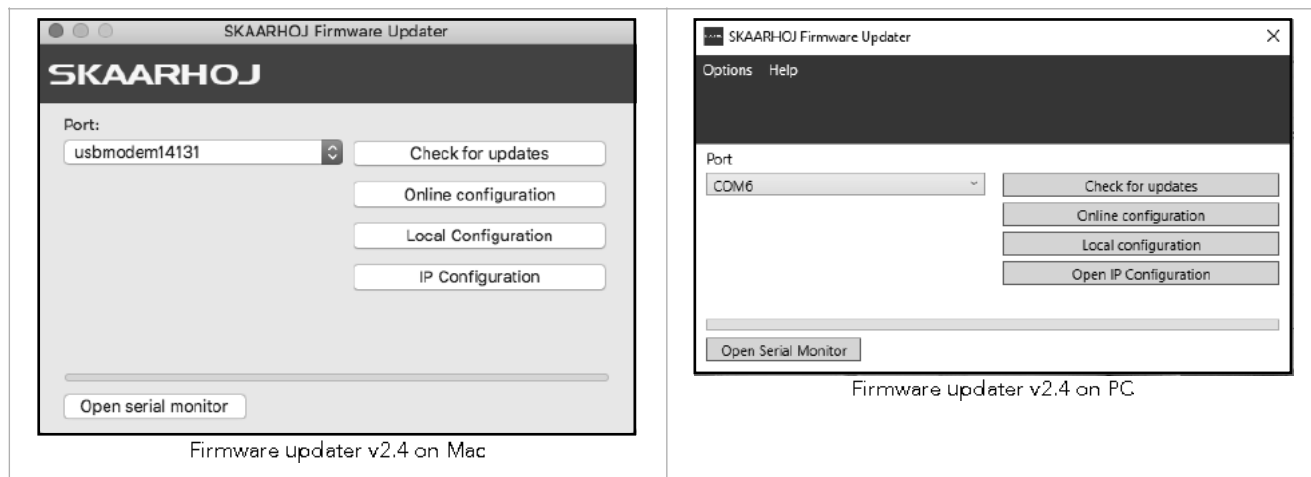 SKAARHOJ Firmware Updater
SKAARHOJ
Port:
usbmodem14131
Check for updates
Online configuration
Local Configuration
IP Configuration
Open serial monitor
Firmware updater v2.4 on Mac
SKAARHOJ Firmware Updater
Options Help
Port
COM6
Check for updates
Online configuration
Local configuration
Open IP Configuration
Open Serial Monitor
Firmware updater v2.4 on PC